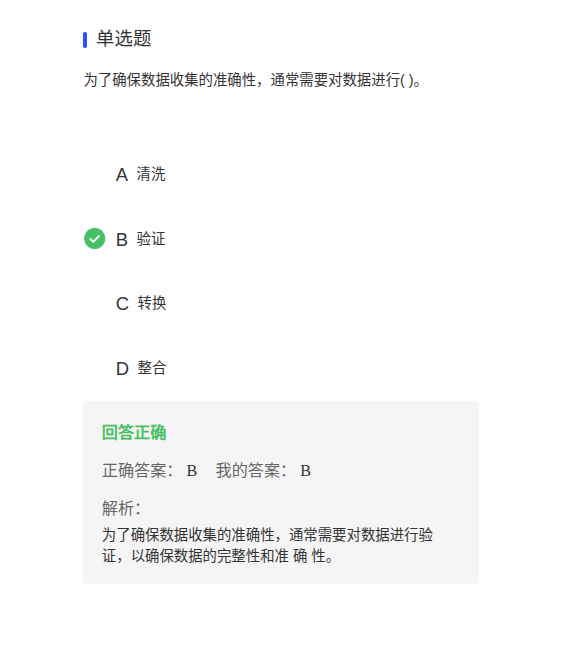 单选题
为了确保数据收集的准确性，通常需要对数据进行( )。
A 清洗
B 验证
C 转换
D 整合
回答正确
正确答案： B 我的答案： B
解析：
为了确保数据收集的准确性，通常需要对数据进行验
证，以确保数据的完整性和准 确 性。